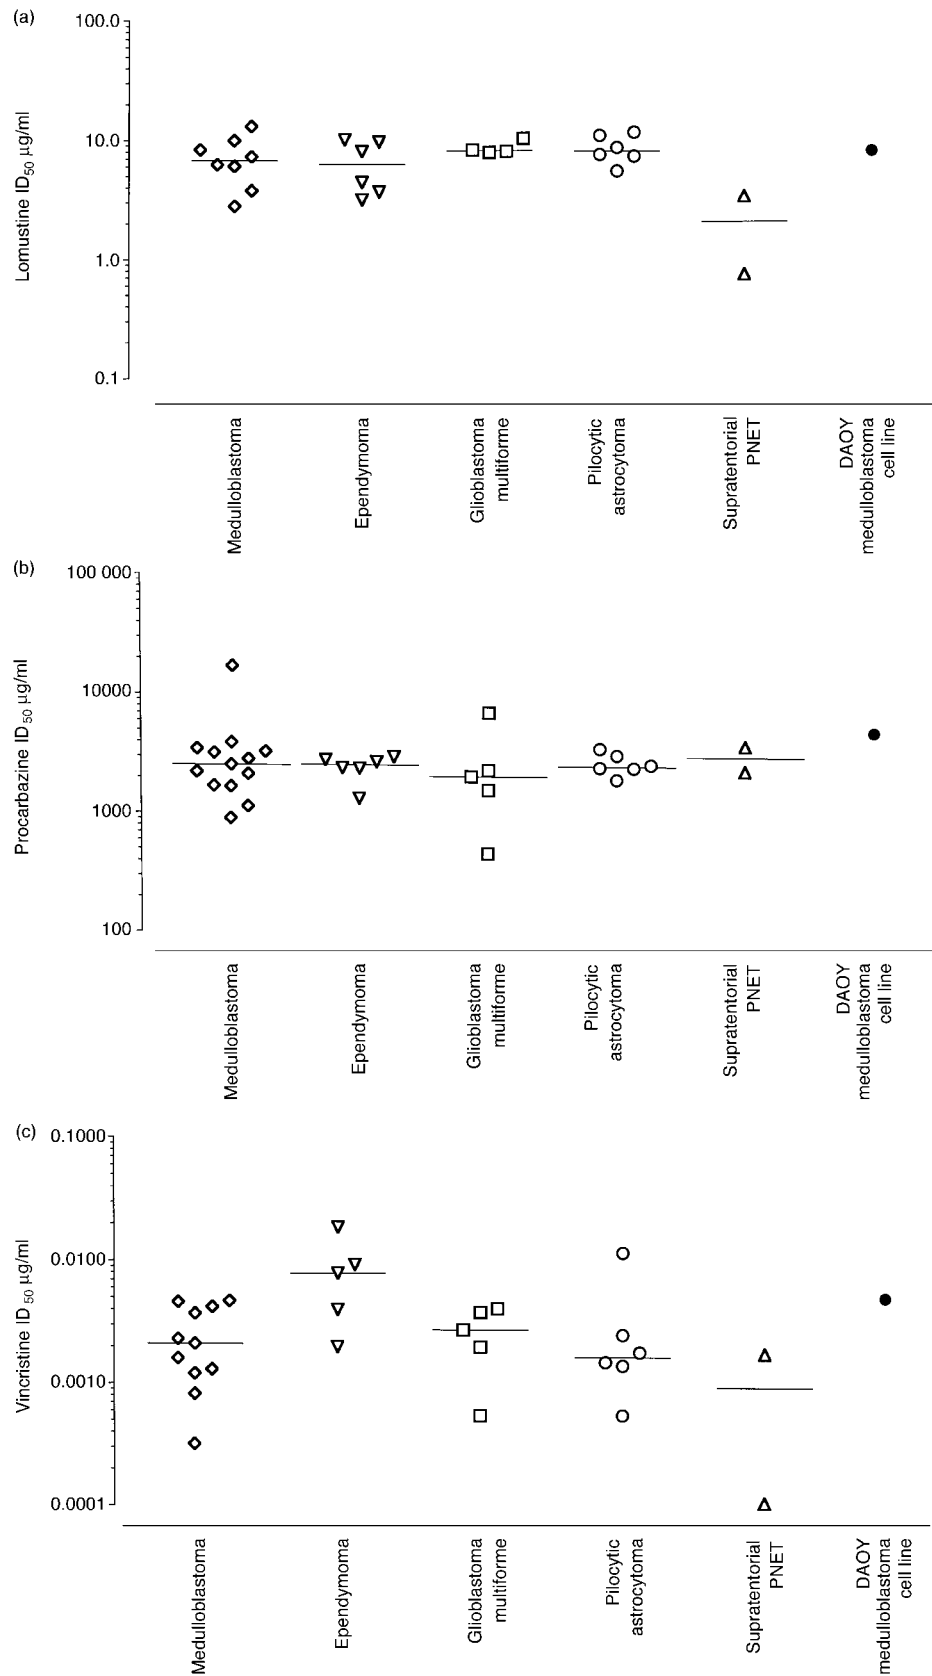 (a)
100.0
10.0
1.0
0.1
Lomustine ID50 µg/ml
Medulloblastoma
Ependymoma
Glioblastoma
multiforme
Pilocytic
astrocytoma
Supratentorial
PNET
DAOY
medulloblastoma
cell line
(b)
100 000
10000
1000
100
Procarbazine ID50 µg/ml
Medulloblastoma
Ependymoma
Glioblastoma
multiforme
Pilocytic
astrocytoma
Supratentorial
PNET
DAOY
medulloblastoma
cell line
(c)
0.1000
0.0100
0.0010
0.0001
Vincristine ID50 µg/ml
Medulloblastoma
Ependymoma
Glioblastoma
multiforme
Pilocytic
astrocytoma
Supratentorial
PNET
DAOY
medulloblastoma
cell line